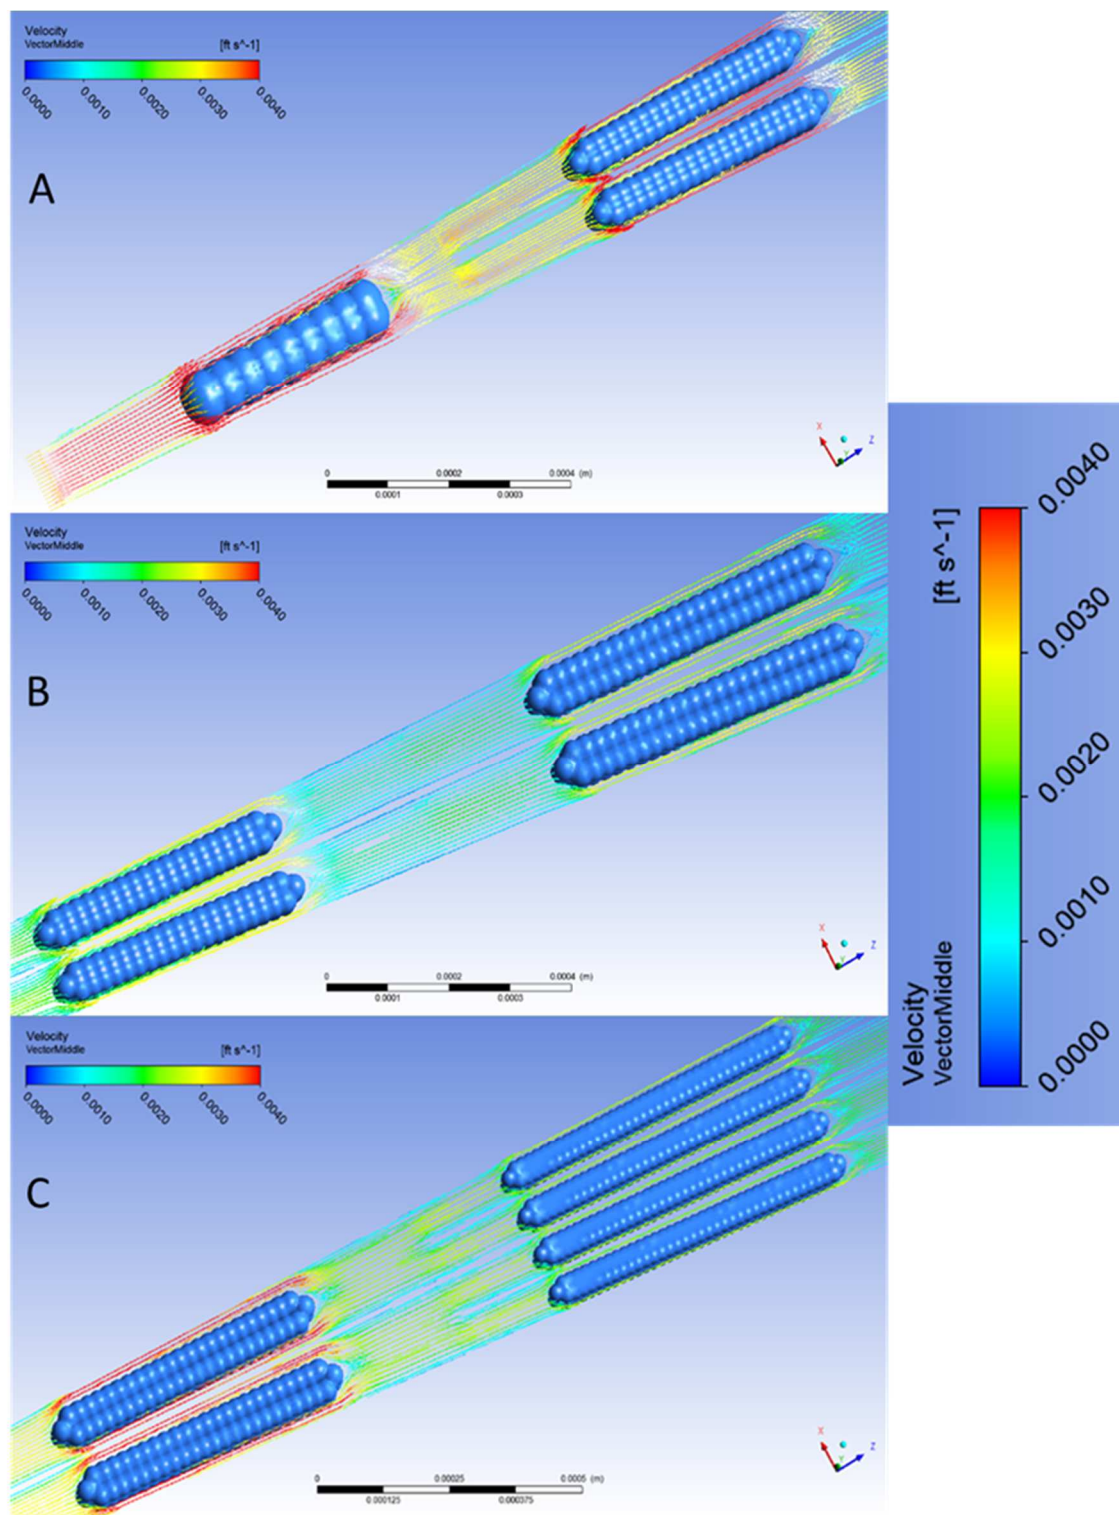 Velocity
VectorMiddle
[ft s^-1]
0.0000
0.0010
0.0020
0.0030
0.0040
A
X
Y
Z
0
0.0002
0.0004 (m)
0.0001
0.0003
Velocity
VectorMiddle
[ft s^-1]
0.0000
0.0010
0.0020
0.0030
0.0040
B
X
Y
Z
0
0.0002
0.0004 (m)
0.0001
0.0003
Velocity
VectorMiddle
[ft s^-1]
0.0000
0.0010
0.0020
0.0030
0.0040
C
X
Y
Z
0
0.00025
0.0005 (m)
0.000125
0.000375
Velocity
VectorMiddle
[ft s^-1]
0.0000
0.0010
0.0020
0.0030
0.0040